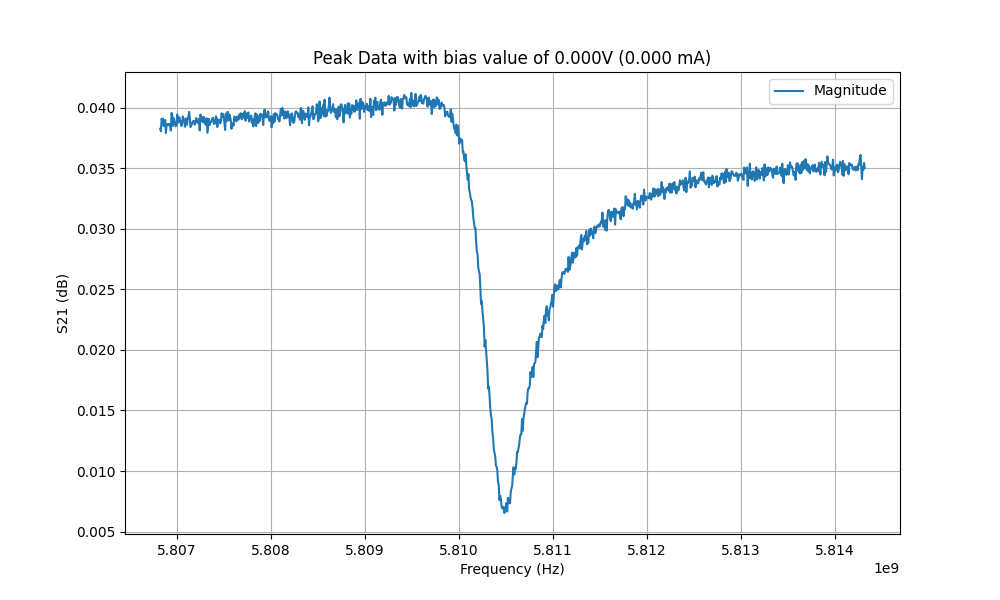 Peak Data with bias value of 0.000V (0.000 mA)
Magnitude
0.040
0.035
0.030
0.025
0.020
0.015
0.010
0.005
S21 (dB)
5.807 5.808 5.809 5.810 5.811 5.812 5.813 5.814
Frequency (Hz)
1e9